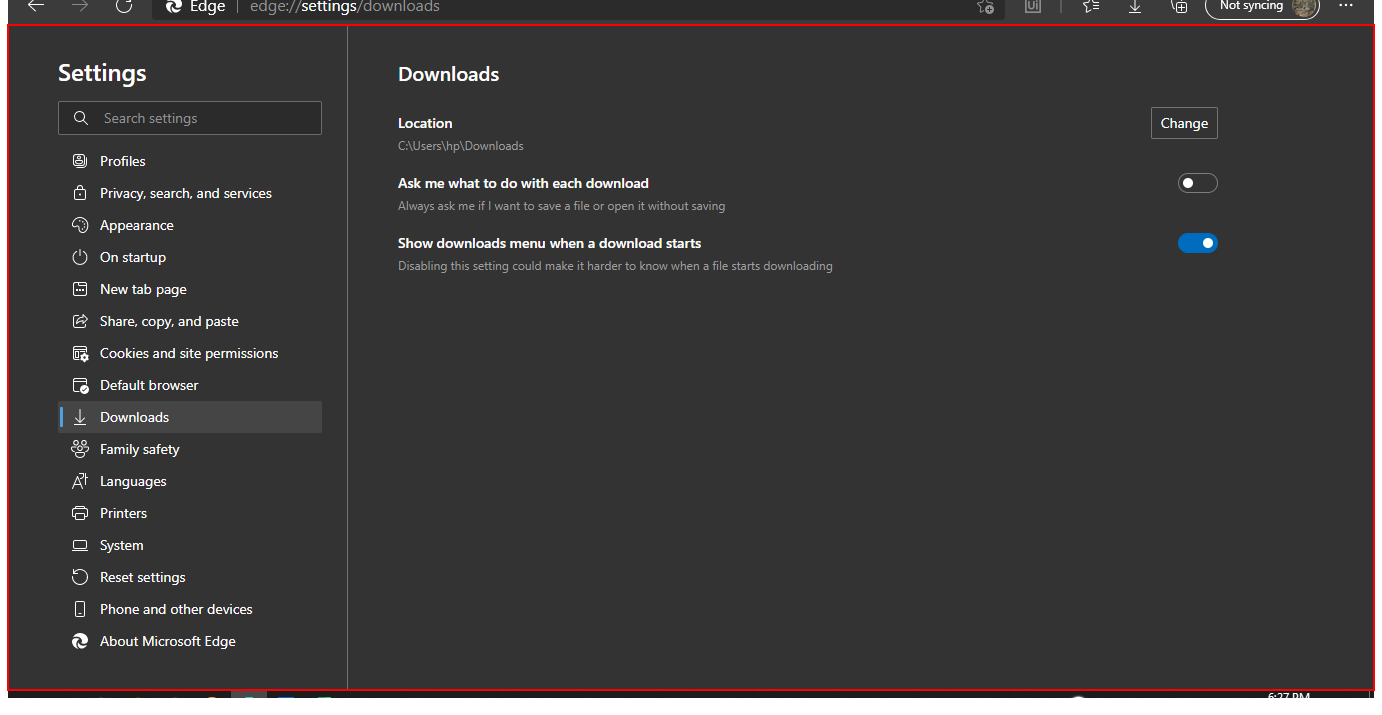 Edge
edge://settings/downloads
Not syncing
Settings
Search settings
Profiles
Privacy, search, and services
Appearance
On startup
New tab page
Share, copy, and paste
Cookies and site permissions
Default browser
Downloads
Family safety
Languages
Printers
System
Reset settings
Phone and other devices
About Microsoft Edge
Downloads
Location
C:\Users\hp\Downloads
Change
Ask me what to do with each download
Always ask me if I want to save a file or open it without saving
Show downloads menu when a download starts
Disabling this setting could make it harder to know when a file starts downloading
6:27 PM